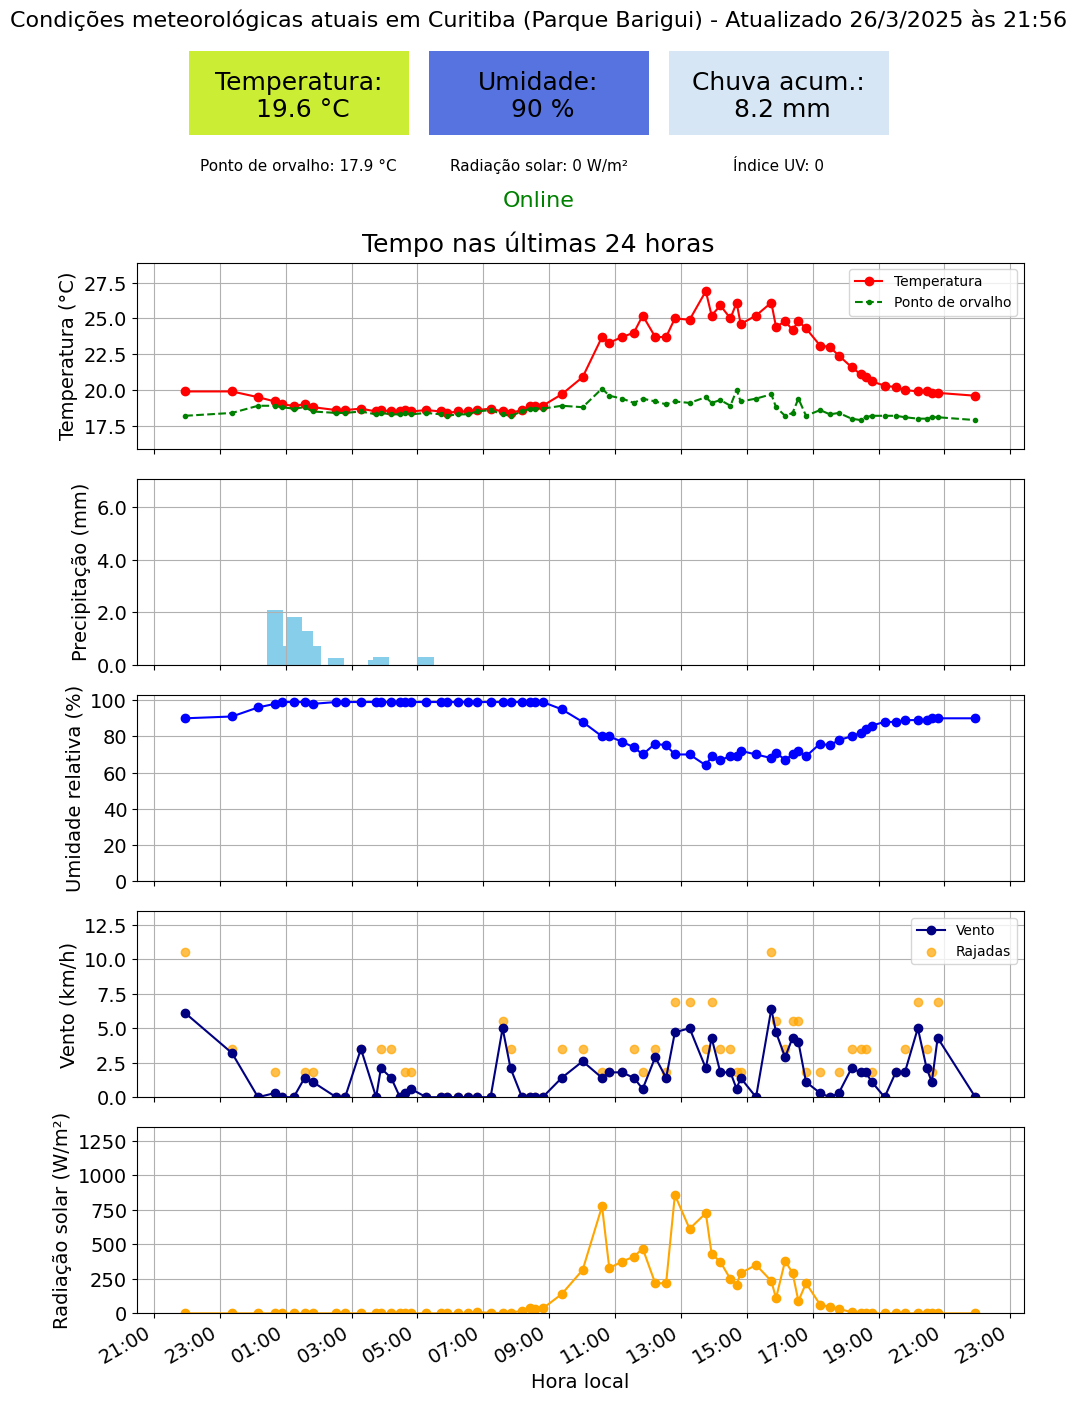 Condições meteorológicas atuais em Curitiba (Parque Barigui) - Atualizado 26/3/2025 às 21:56
Temperatura:
19.6 °C
Umidade:
90 %
Chuva acum.:
8.2 mm
Ponto de orvalho: 17.9 °C
Radiação solar: 0 W/m²
Índice UV: 0
Online
Tempo nas últimas 24 horas
Temperatura (°C)
27.5
25.0
22.5
20.0
17.5
Temperatura
Ponto de orvalho
Precipitação (mm)
6.0
4.0
2.0
0.0
Umidade relativa (%)
100
80
60
40
20
0
Vento (km/h)
12.5
10.0
7.5
5.0
2.5
0.0
Vento
Rajadas
Radiação solar (W/m²)
1250
1000
750
500
250
0
21:00
23:00
01:00
03:00
05:00
07:00
09:00
11:00
13:00
15:00
17:00
19:00
21:00
23:00
Hora local